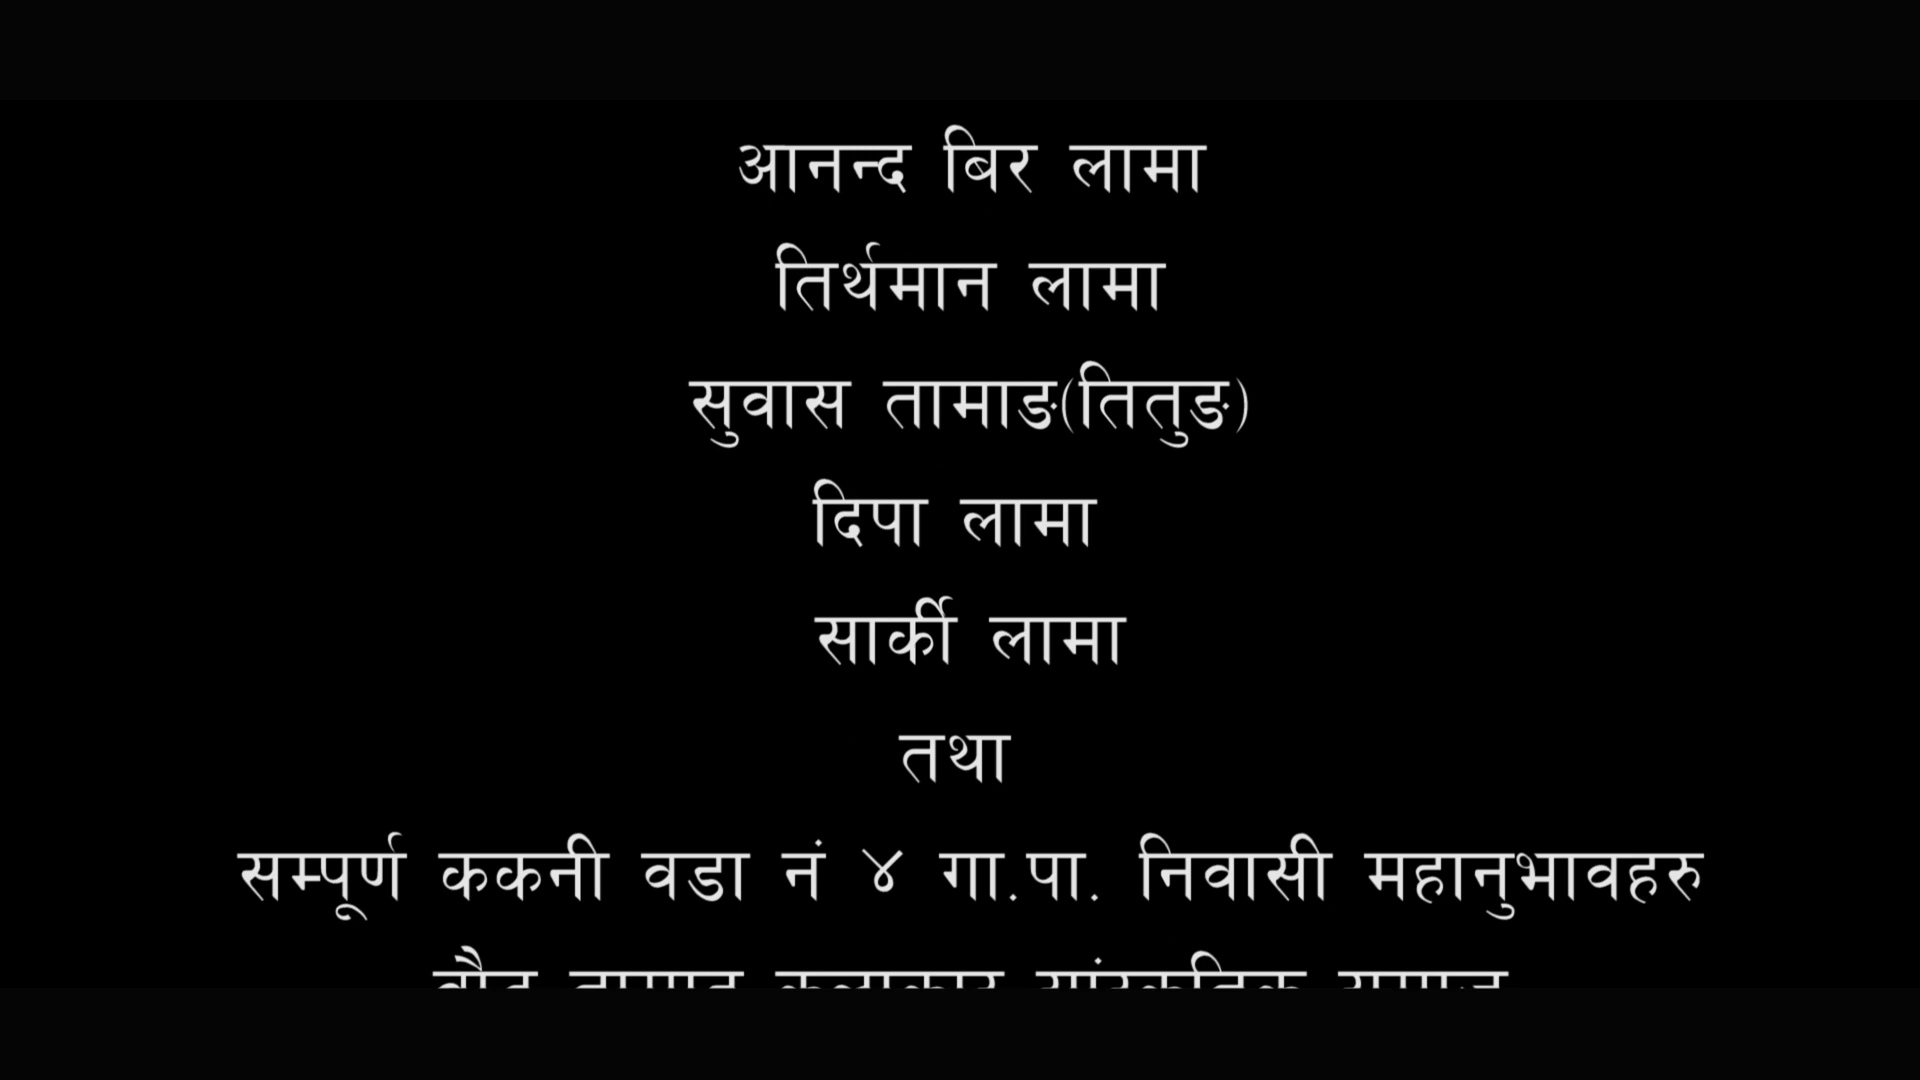 आनन्द बिर लामा
तिर्थमान लामा
सुवास तामाङ(तितुङ)
दिपा लामा
सार्की लामा
तथा
सम्पूर्ण ककनी वडा नं ४ गा.पा. निवासी महानुभावहरु